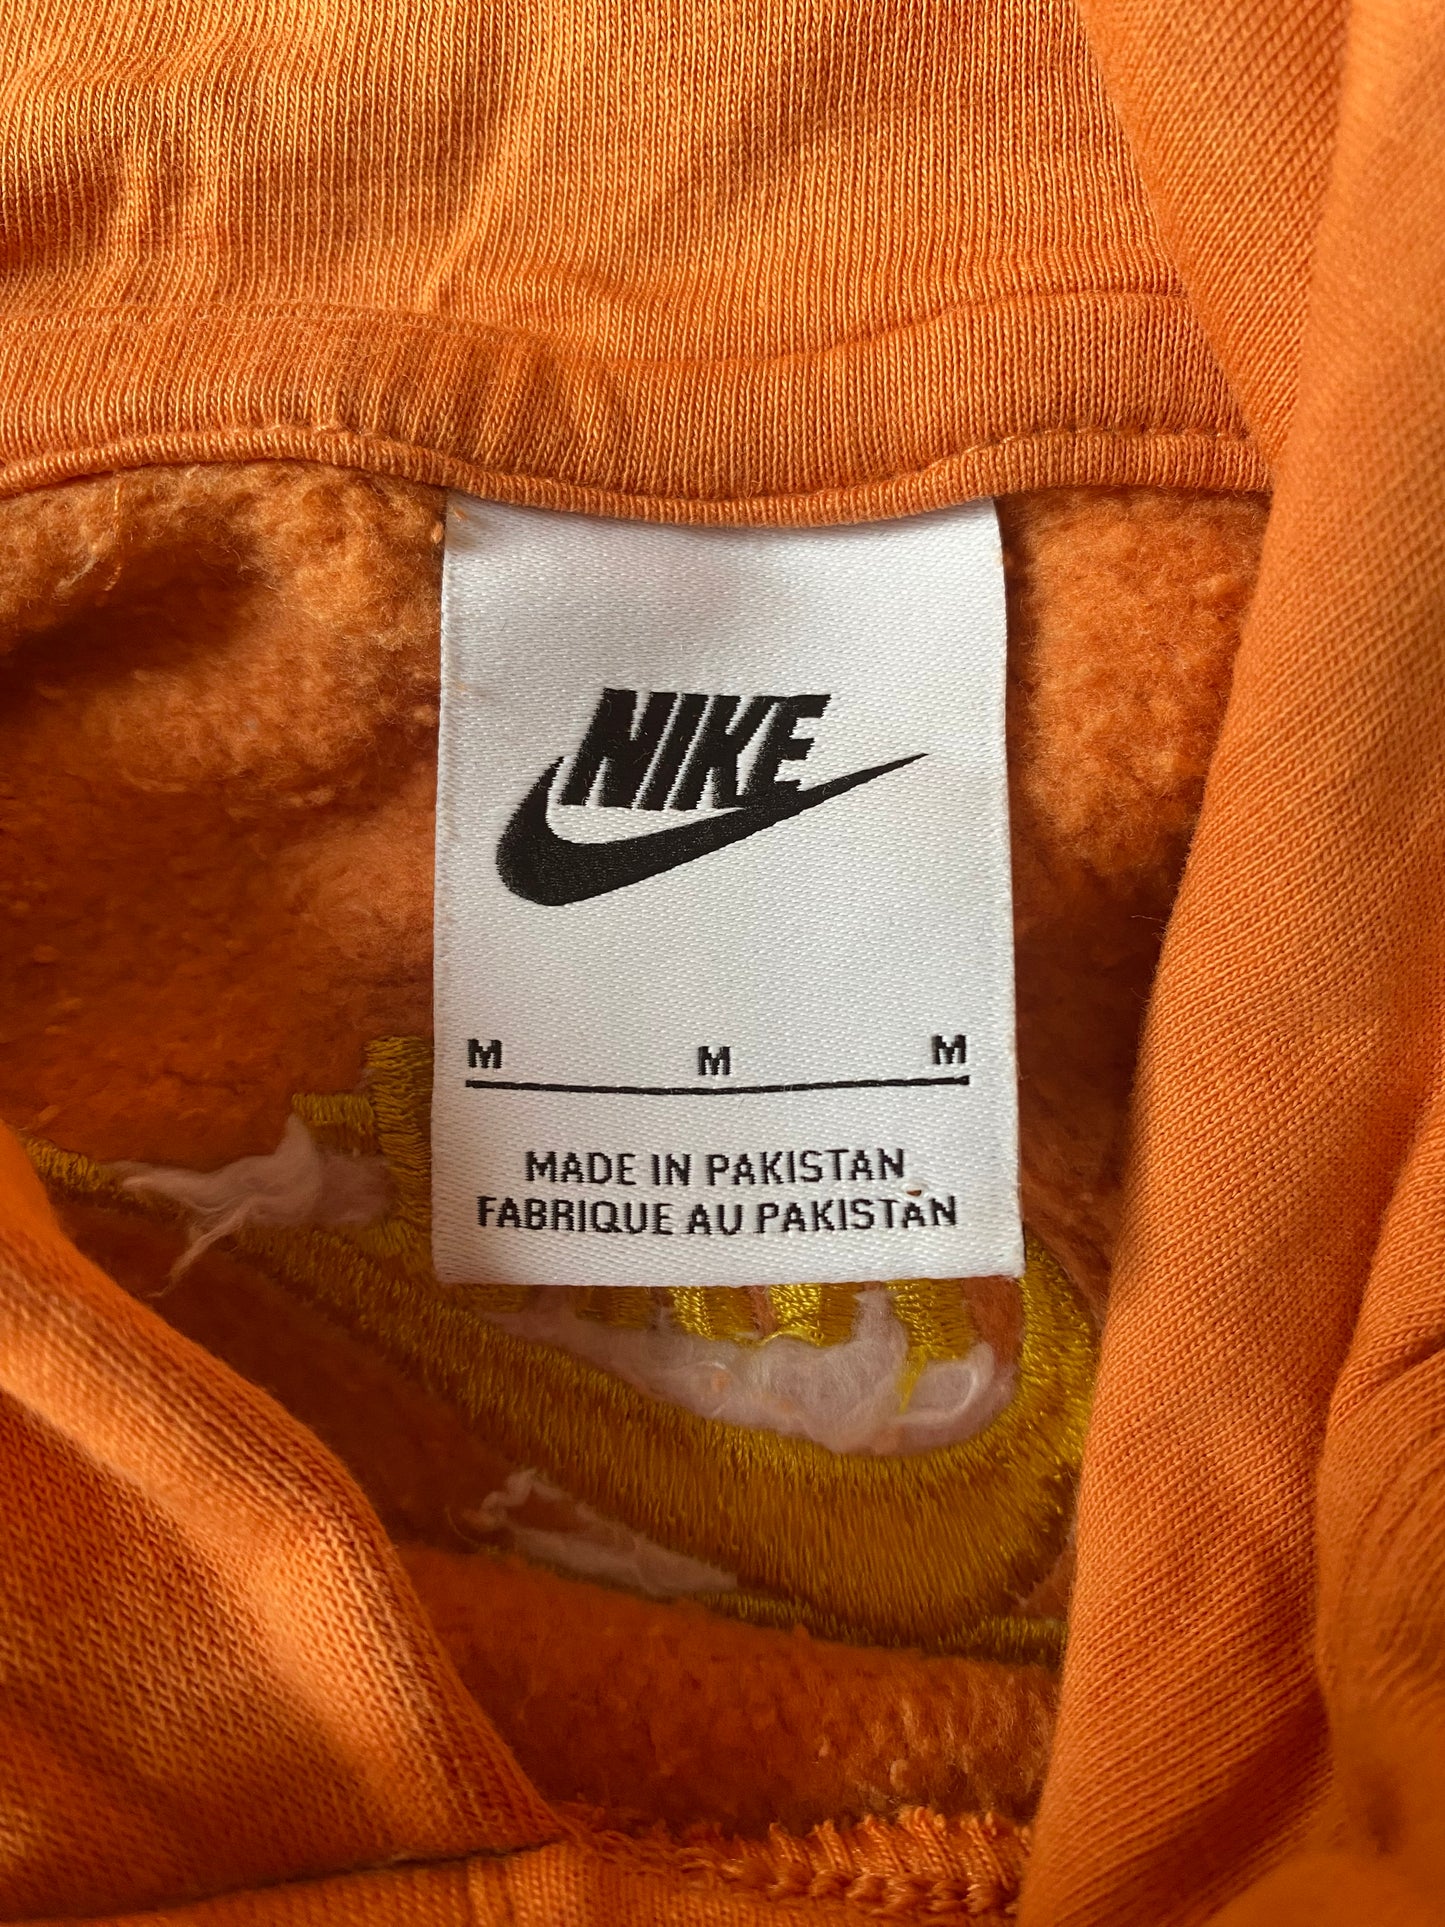 NIKE
M M M
MADE IN PAKISTAN
FABRIQUE AU PAKISTAN